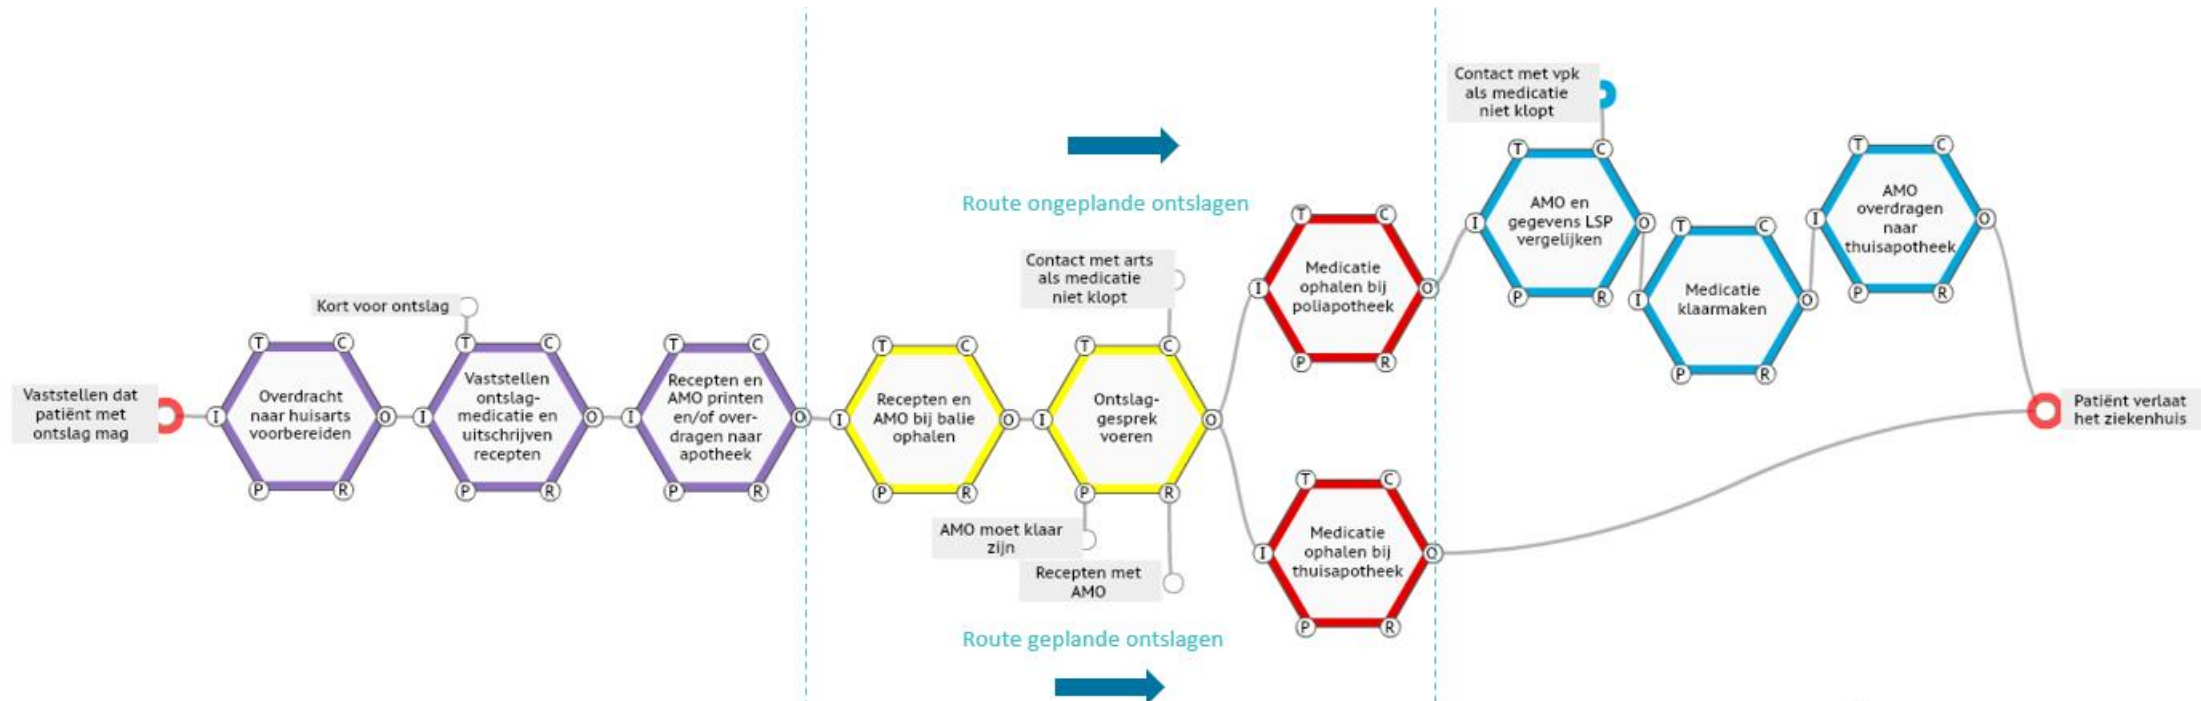 Vaststellen dat
patiënt met
ontslag mag
Overdracht
naar huisarts
voorbereiden
T
C
I
O
P
R
Kort voor ontslag
Vaststellen
ontslag-
medicatie en
uitschrijven
recepten
T
C
I
O
P
R
Recepten en
AMO printen
en/of over-
dragen naar
apotheek
T
C
I
O
P
R
Recepten en
AMO bij balie
ophalen
T
C
I
O
P
R
Route ongeplande ontslagen
Contact met arts
als medicatie
niet klopt
Ontslag-
gesprek
voeren
T
C
I
O
P
R
AMO moet klaar
zijn
Recepten met
AMO
Route geplande ontslagen
Medicatie
ophalen bij
poliapotheek
T
C
I
O
P
R
Medicatie
ophalen bij
thuisapotheek
T
C
I
O
P
R
Contact met vpk
als medicatie
niet klopt
AMO en
gegevens LSP
vergelijken
T
C
I
O
P
R
Medicatie
klaarmaken
T
C
I
O
P
R
AMO
overdragen
naar
thuisapotheek
T
C
I
O
P
R
Patiënt verlaat
het ziekenhuis